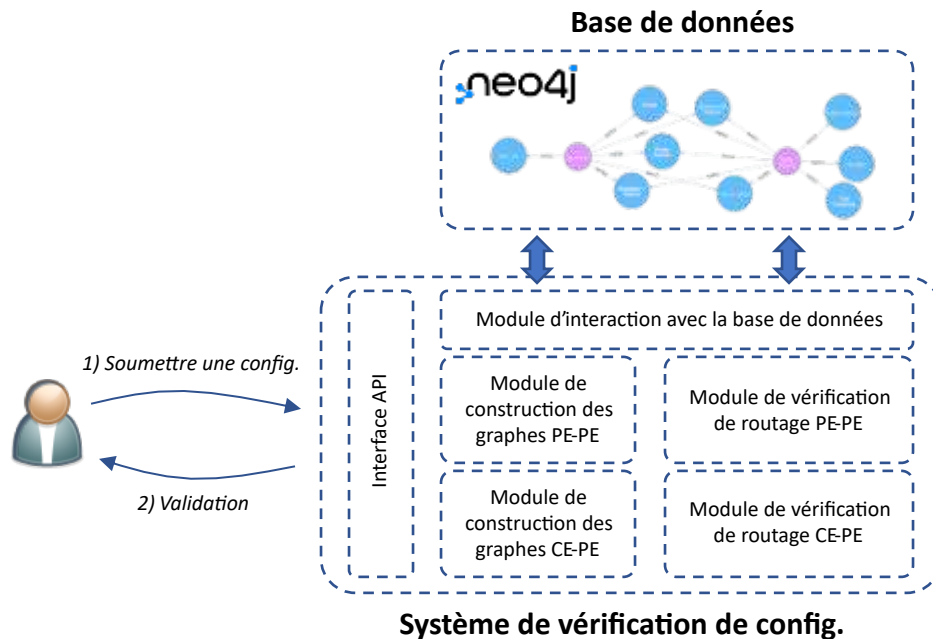 Base de données
neo4j
Module d'interaction avec la base de données
1) Soumettre une config.
Interface API
Module de
construction des
graphes PE-PE
Module de vérification
de routage PE-PE
2) Validation
Module de
construction des
graphes CE-PE
Module de vérification
de routage CE-PE
Système de vérification de config.